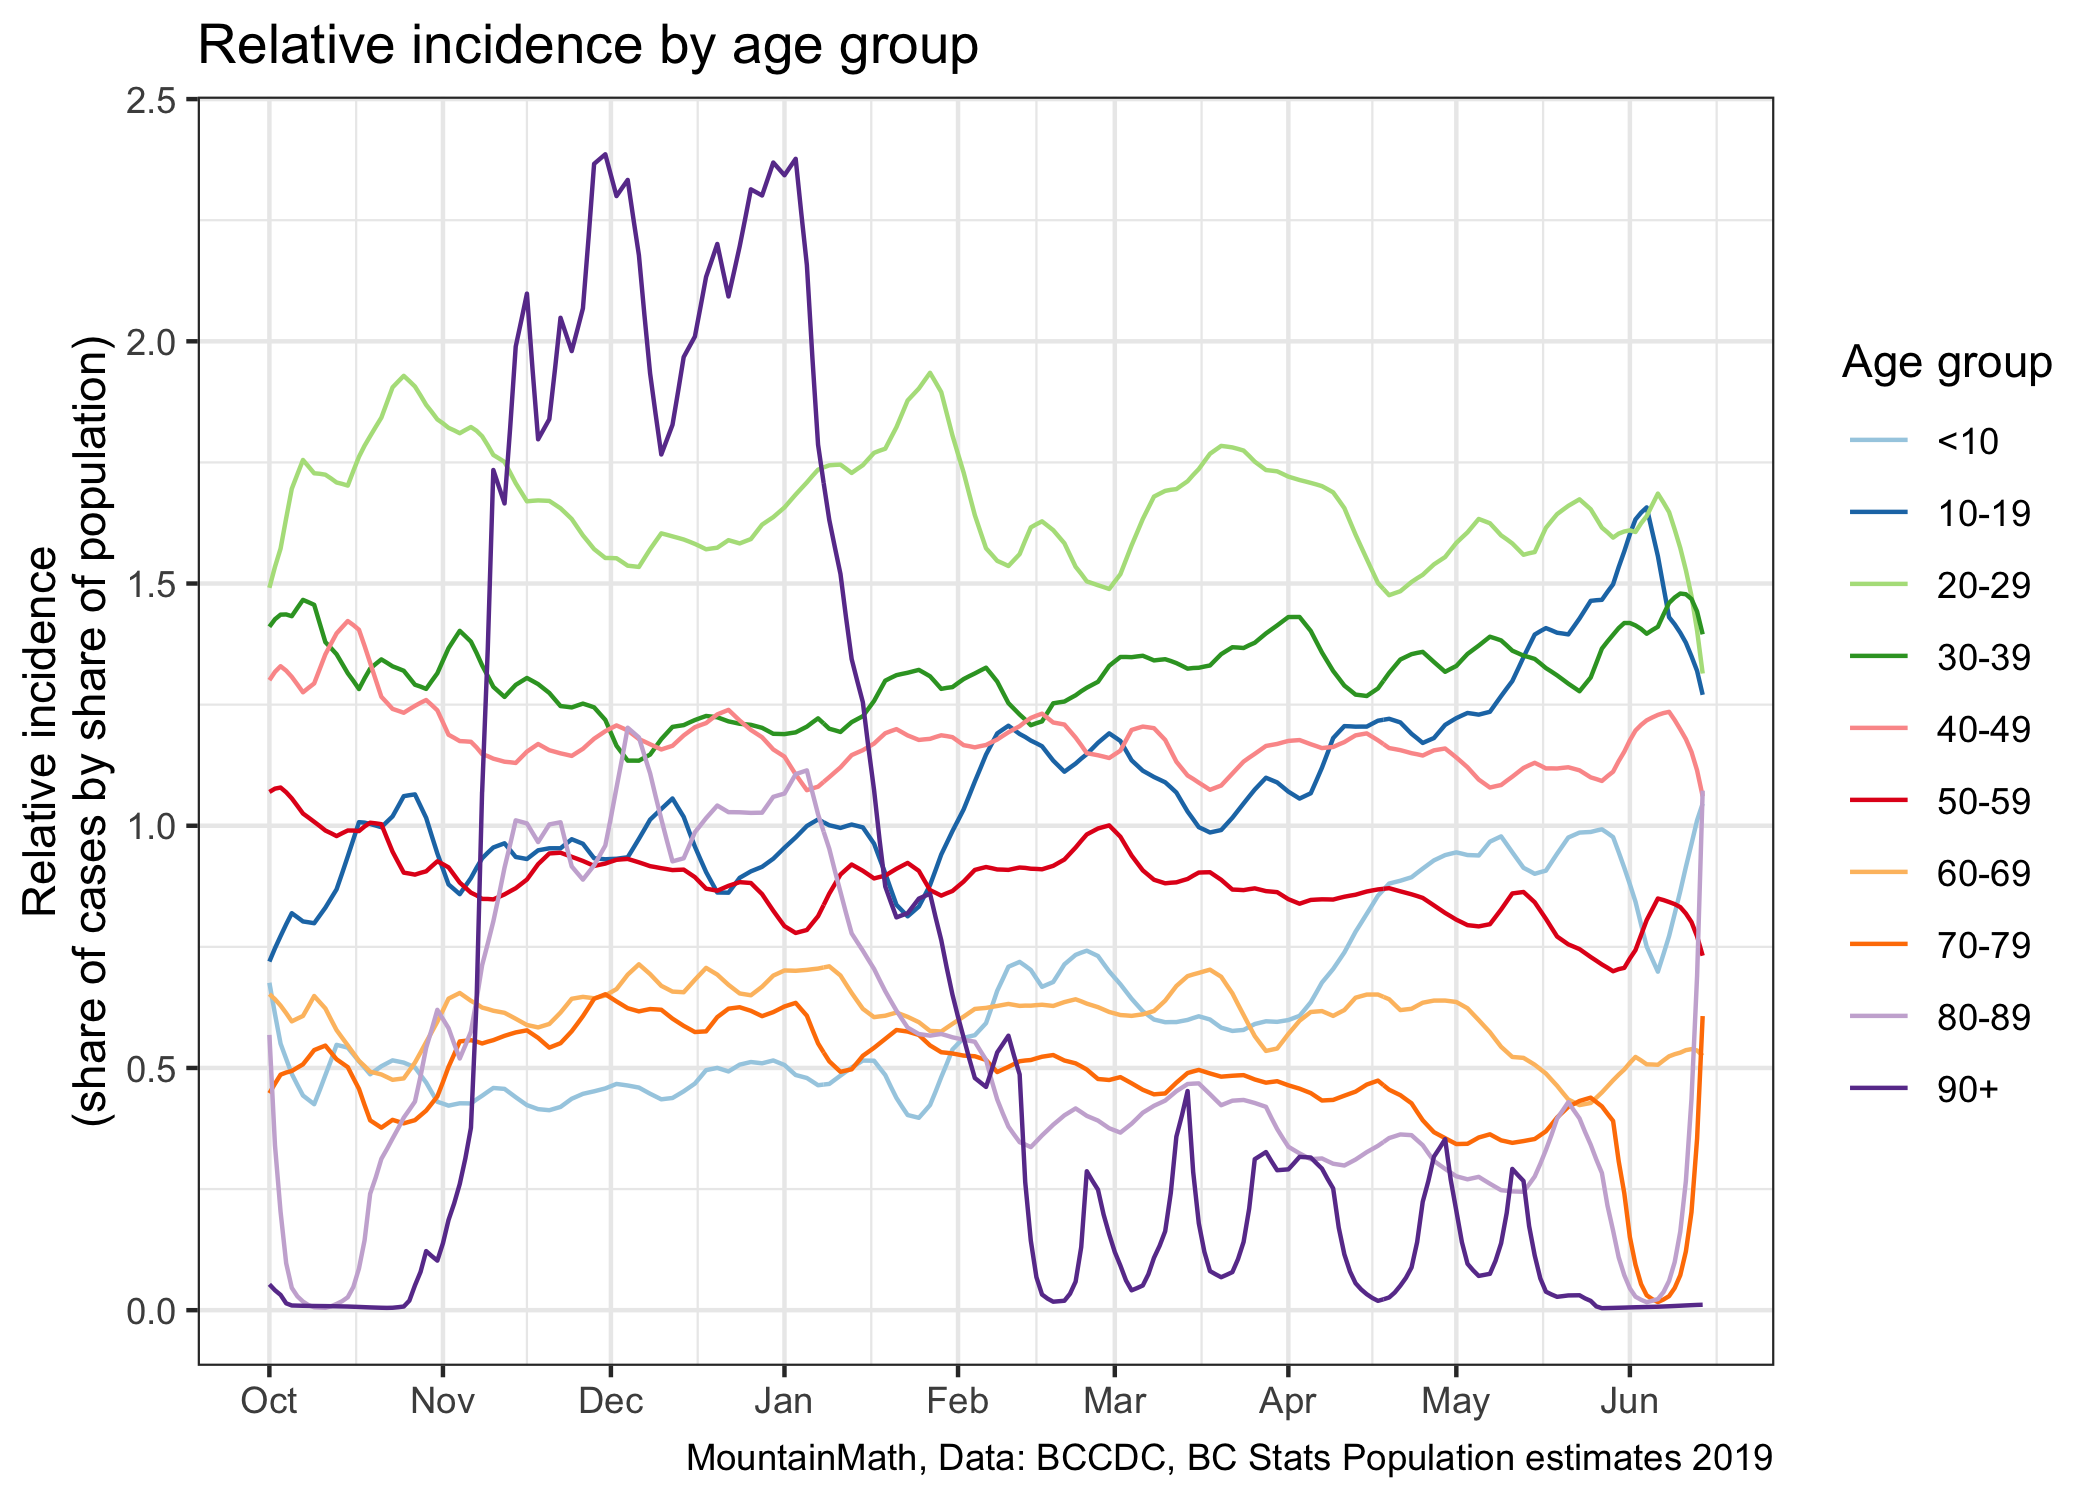 Relative incidence by age group
Relative incidence
(share of cases by share of population)
2.5
2.0
1.5
1.0
0.5
0.0
Oct Nov Dec Jan Feb Mar Apr May Jun
Age group
<10
10-19
20-29
30-39
40-49
50-59
60-69
70-79
80-89
90+
MountainMath, Data: BCCDC, BC Stats Population estimates 2019